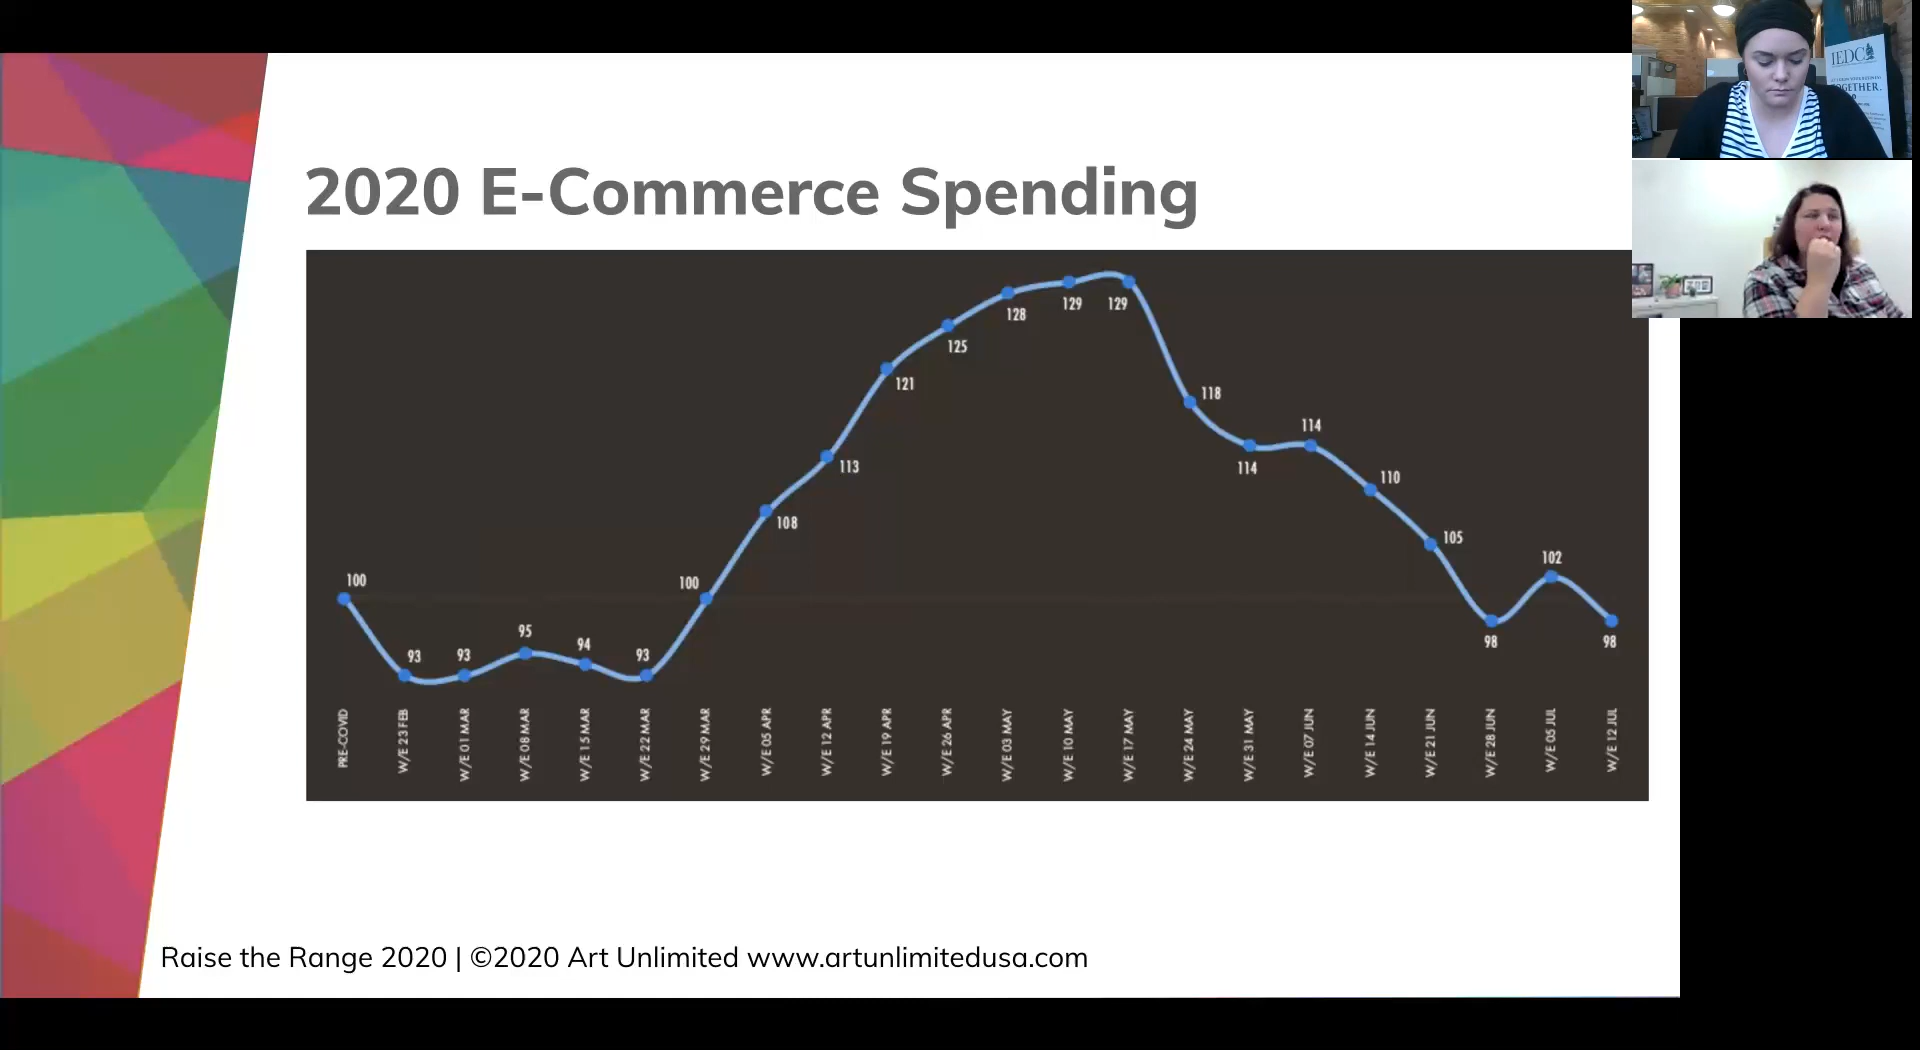 2020 E-Commerce Spending
100
93
93
95
94
93
100
108
113
121
125
128
129
129
118
114
114
110
105
98
102
98
PRE-COVID
W/E 23 FEB
W/E 01 MAR
W/E 08 MAR
W/E 15 MAR
W/E 22 MAR
W/E 29 MAR
W/E 05 APR
W/E 12 APR
W/E 19 APR
W/E 26 APR
W/E 03 MAY
W/E 10 MAY
W/E 17 MAY
W/E 24 MAY
W/E 31 MAY
W/E 07 JUN
W/E 14 JUN
W/E 21 JUN
W/E 28 JUN
W/E 05 JUL
W/E 12 JUL
Raise the Range 2020 | ©2020 Art Unlimited www.artunlimitedusa.com
IEDC
OGETHER.